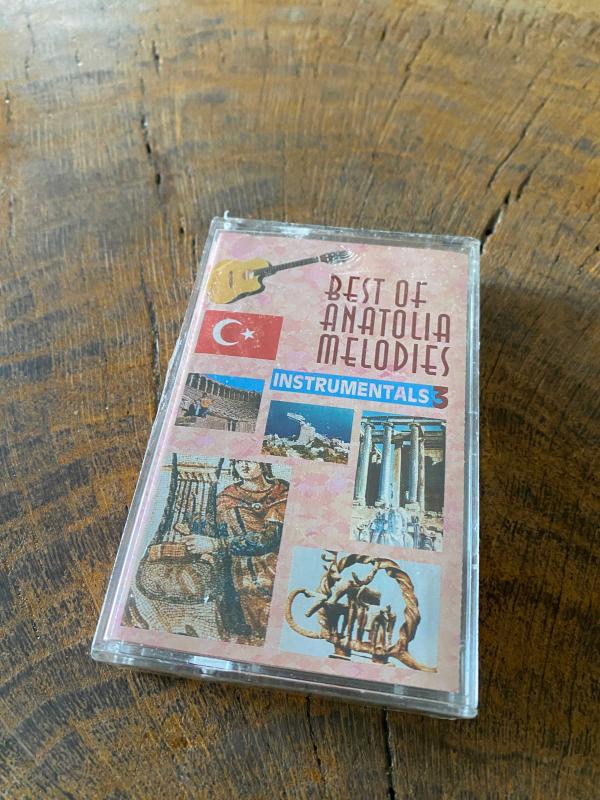 BEST OF
ANATOLIA
MELODIES
INSTRUMENTALS 3